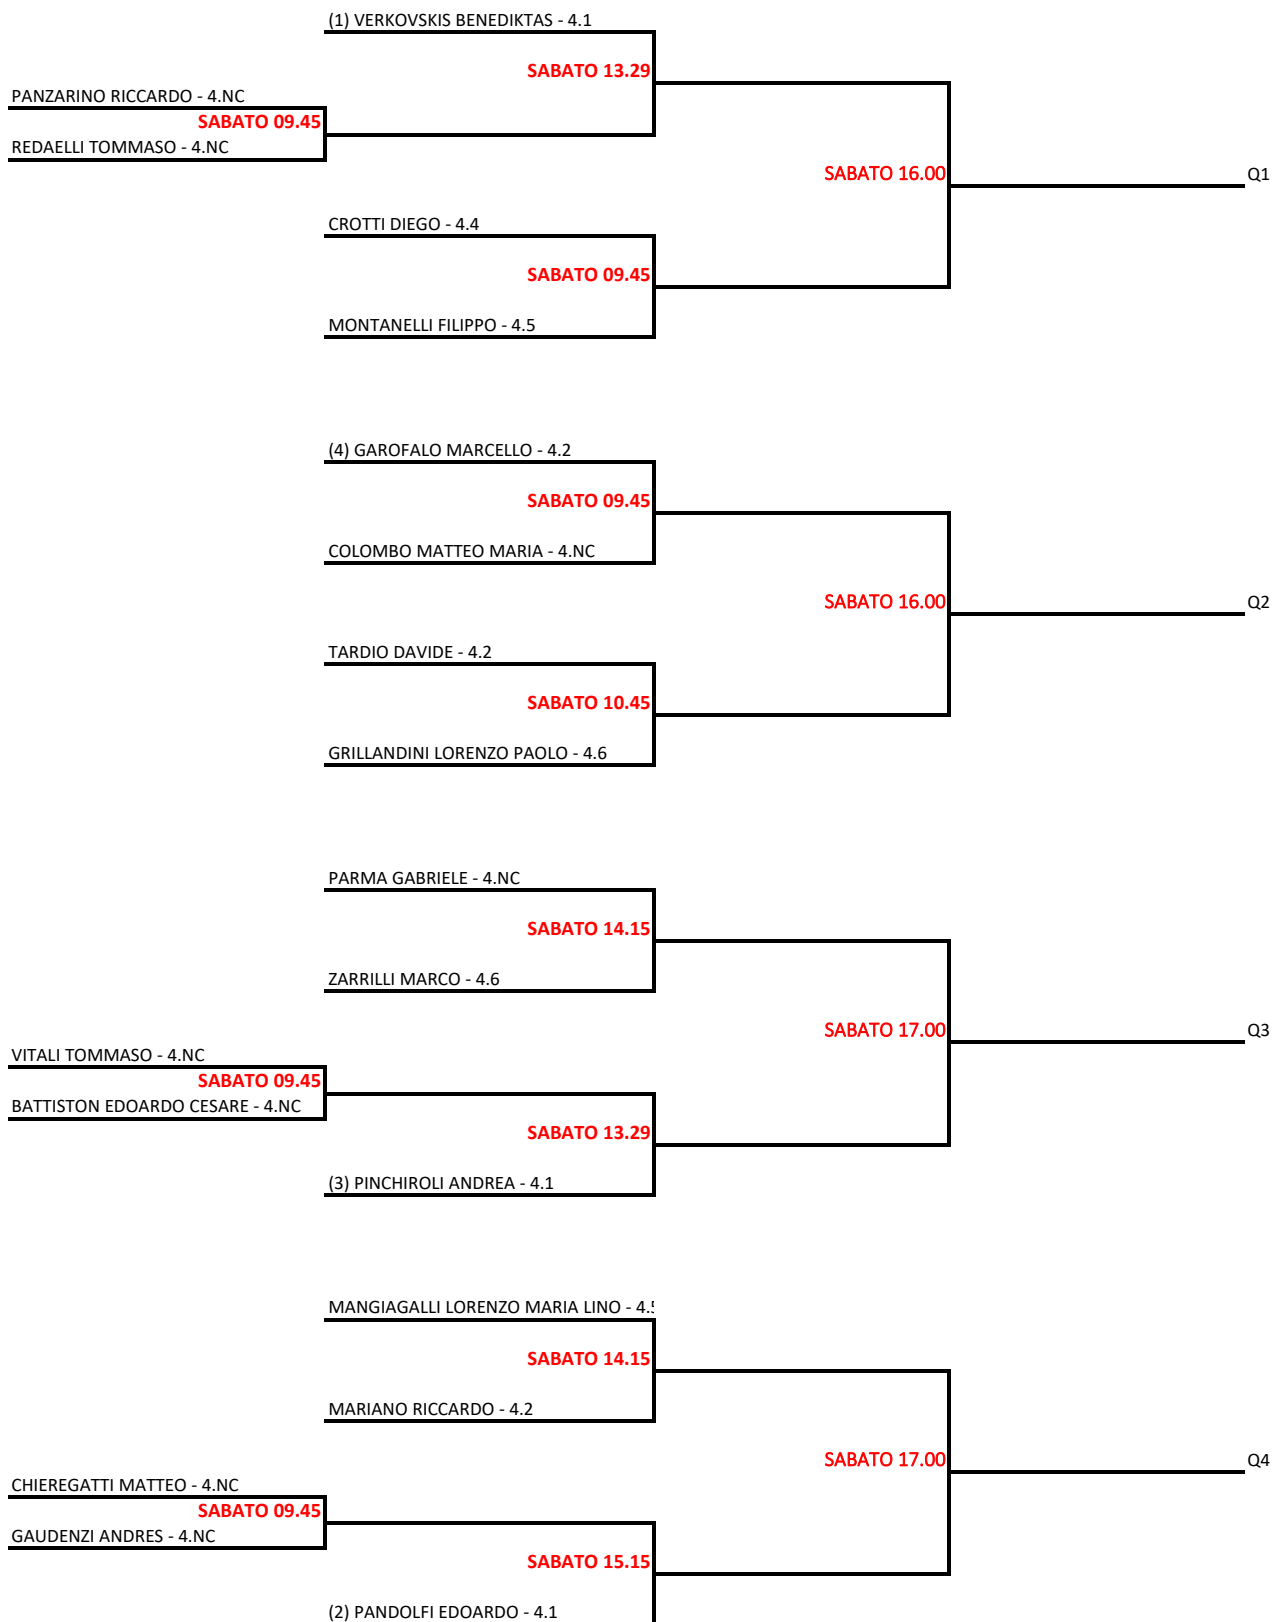 (1) VERKOVSKIS BENEDIKTAS - 4.1
SABATO 13.29
PANZARINO RICCARDO - 4.NC
SABATO 09.45
REDAELLI TOMMASO - 4.NC
SABATO 16.00
Q1
CROTTI DIEGO - 4.4
SABATO 09.45
MONTANELLI FILIPPO - 4.5
(4) GAROFALO MARCELLO - 4.2
SABATO 09.45
COLOMBO MATTEO MARIA - 4.NC
SABATO 16.00
Q2
TARDIO DAVIDE - 4.2
SABATO 10.45
GRILLANDINI LORENZO PAOLO - 4.6
PARMA GABRIELE - 4.NC
SABATO 14.15
ZARRILLI MARCO - 4.6
SABATO 17.00
Q3
VITALI TOMMASO - 4.NC
SABATO 09.45
BATTISTON EDOARDO CESARE - 4.NC
SABATO 13.29
(3) PINCHIROLI ANDREA - 4.1
MANGIAGALLI LORENZO MARIA LINO - 4.5
SABATO 14.15
MARIANO RICCARDO - 4.2
SABATO 17.00
Q4
CHIEREGATTI MATTEO - 4.NC
SABATO 09.45
GAUDENZI ANDRES - 4.NC
SABATO 15.15
(2) PANDOLFI EDOARDO - 4.1